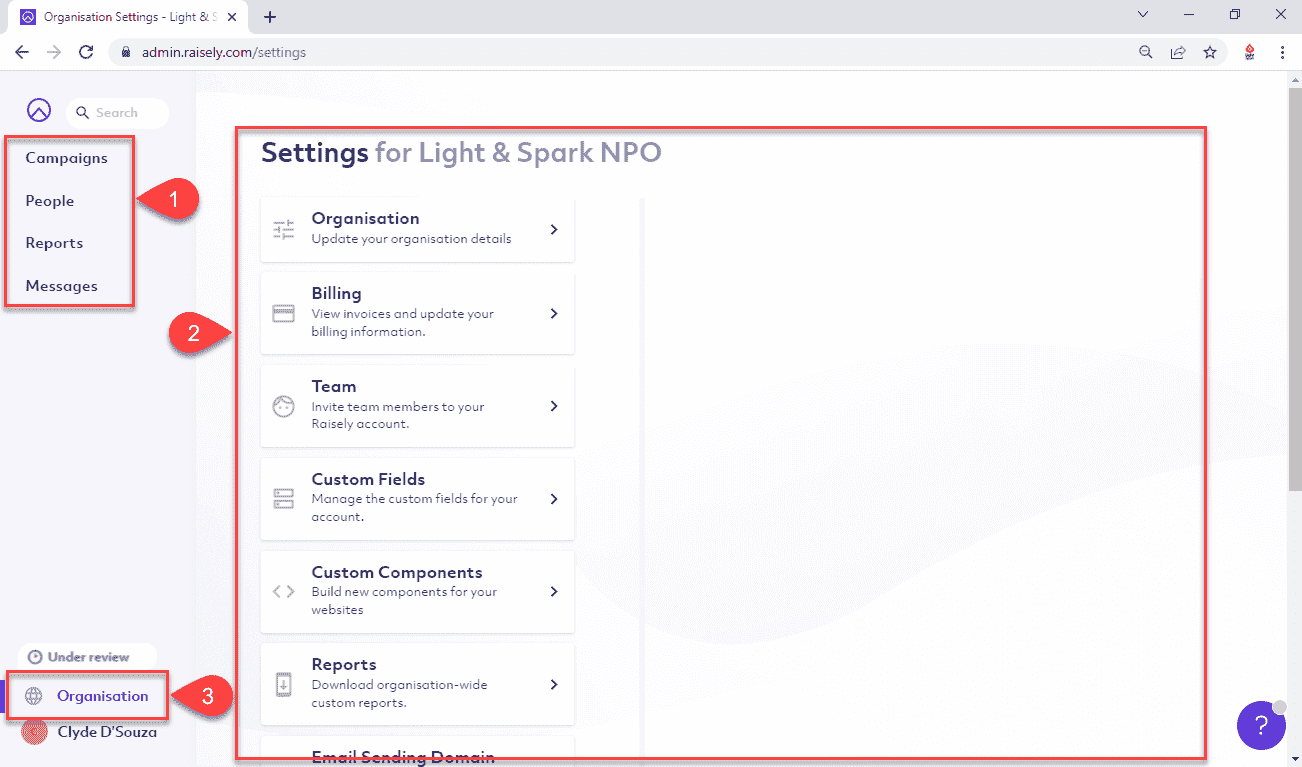 Organisation Settings - Light & S
admin.raisely.com/settings
Search
Campaigns
People
Reports
Messages
1
Settings for Light & Spark NPO
Organisation
Update your organisation details
Billing
View invoices and update your
billing information.
2
Team
Invite team members to your
Raisely account.
Custom Fields
Manage the custom fields for your
account.
Custom Components
Build new components for your
websites
Reports
Download organisation-wide
custom reports.
Email Sending Domain
Under review
Organisation
3
Clyde D'Souza
?